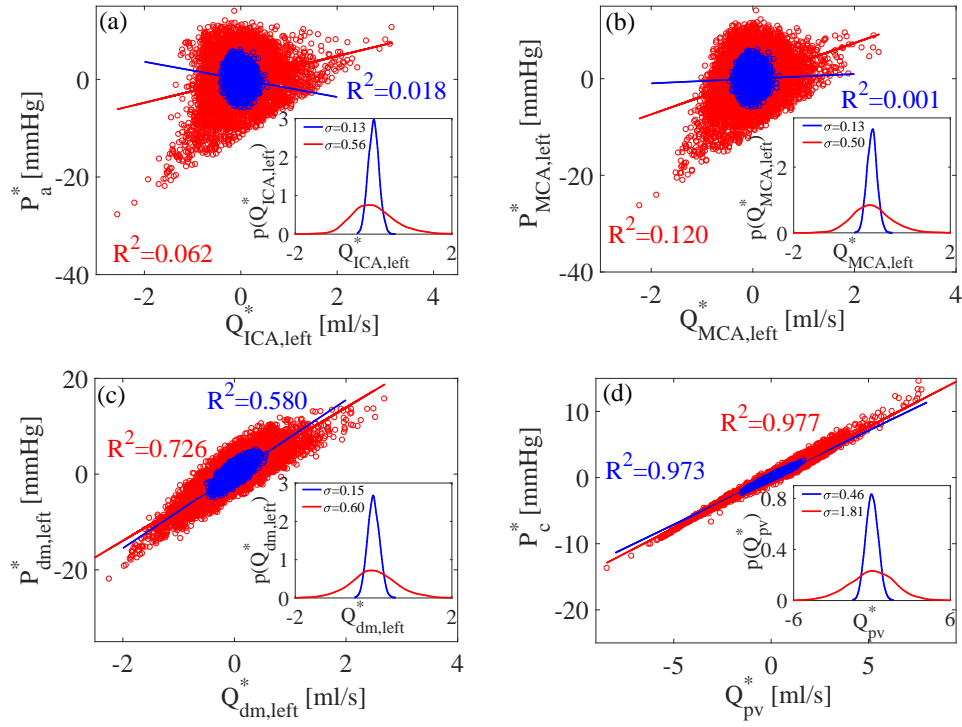 (a)
P*a [mmHg]
0
-20
-40
R²=0.018
R²=0.062
σ=0.13
σ=0.56
p(Q*ICA,left)
3
2
1
0
-2
2
Q*ICA,left
-2
0
2
4
Q*ICA,left [ml/s]
(b)
P*MCA,left [mmHg]
20
0
-20
-40
R²=0.001
R²=0.120
σ=0.13
σ=0.50
p(Q*MCA,left)
2
0
-2
2
Q*MCA,left
-2
0
2
4
Q*MCA,left [ml/s]
(c)
P*dm,left [mmHg]
20
0
-20
R²=0.580
R²=0.726
σ=0.15
σ=0.60
p(Q*dm,left)
3
2
1
0
-2
2
Q*dm,left
-2
0
2
4
Q*dm,left [ml/s]
(d)
P*c [mmHg]
10
0
-10
-20
R²=0.977
R²=0.973
σ=0.46
σ=1.81
p(Q*pv)
0.8
0.4
0
-6
6
Q*pv
-5
0
5
Q*pv [ml/s]